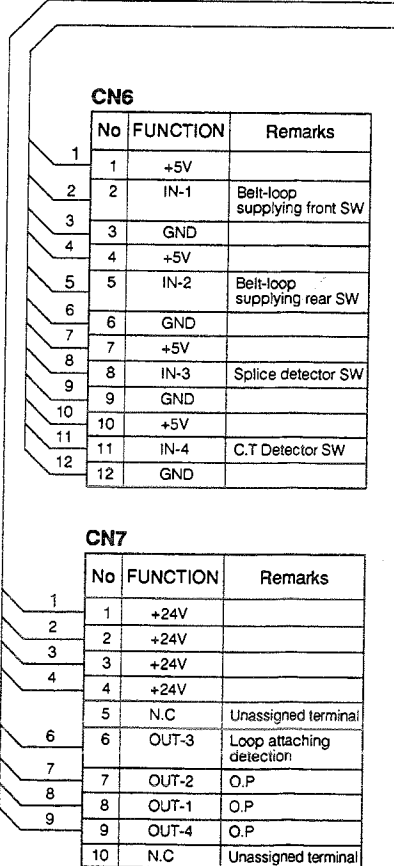 CN6
No FUNCTION Remarks
1 1 +5V
2 2 IN-1 Belt-loop
supplying front SW
3 3 GND
4 4 +5V
5 5 IN-2 Belt-loop
supplying rear SW
6 6 GND
7 7 +5V
8 8 IN-3 Splice detector SW
9 9 GND
10 10 +5V
11 11 IN-4 C.T Detector SW
12 12 GND
CN7
No FUNCTION Remarks
1 1 +24V
2 2 +24V
3 3 +24V
4 4 +24V
5 N.C Unassigned terminal
6 6 OUT-3 Loop attaching
detection
7 7 OUT-2 O.P
8 8 OUT-1 O.P
9 9 OUT-4 O.P
10 N.C Unassigned terminal